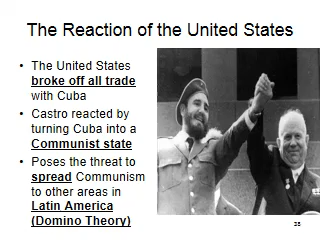 The Reaction of the United States
• The United States
broke off all trade
with Cuba
• Castro reacted by
turning Cuba into a
Communist state
• Poses the threat to
spread Communism
to other areas in
Latin America
(Domino Theory)